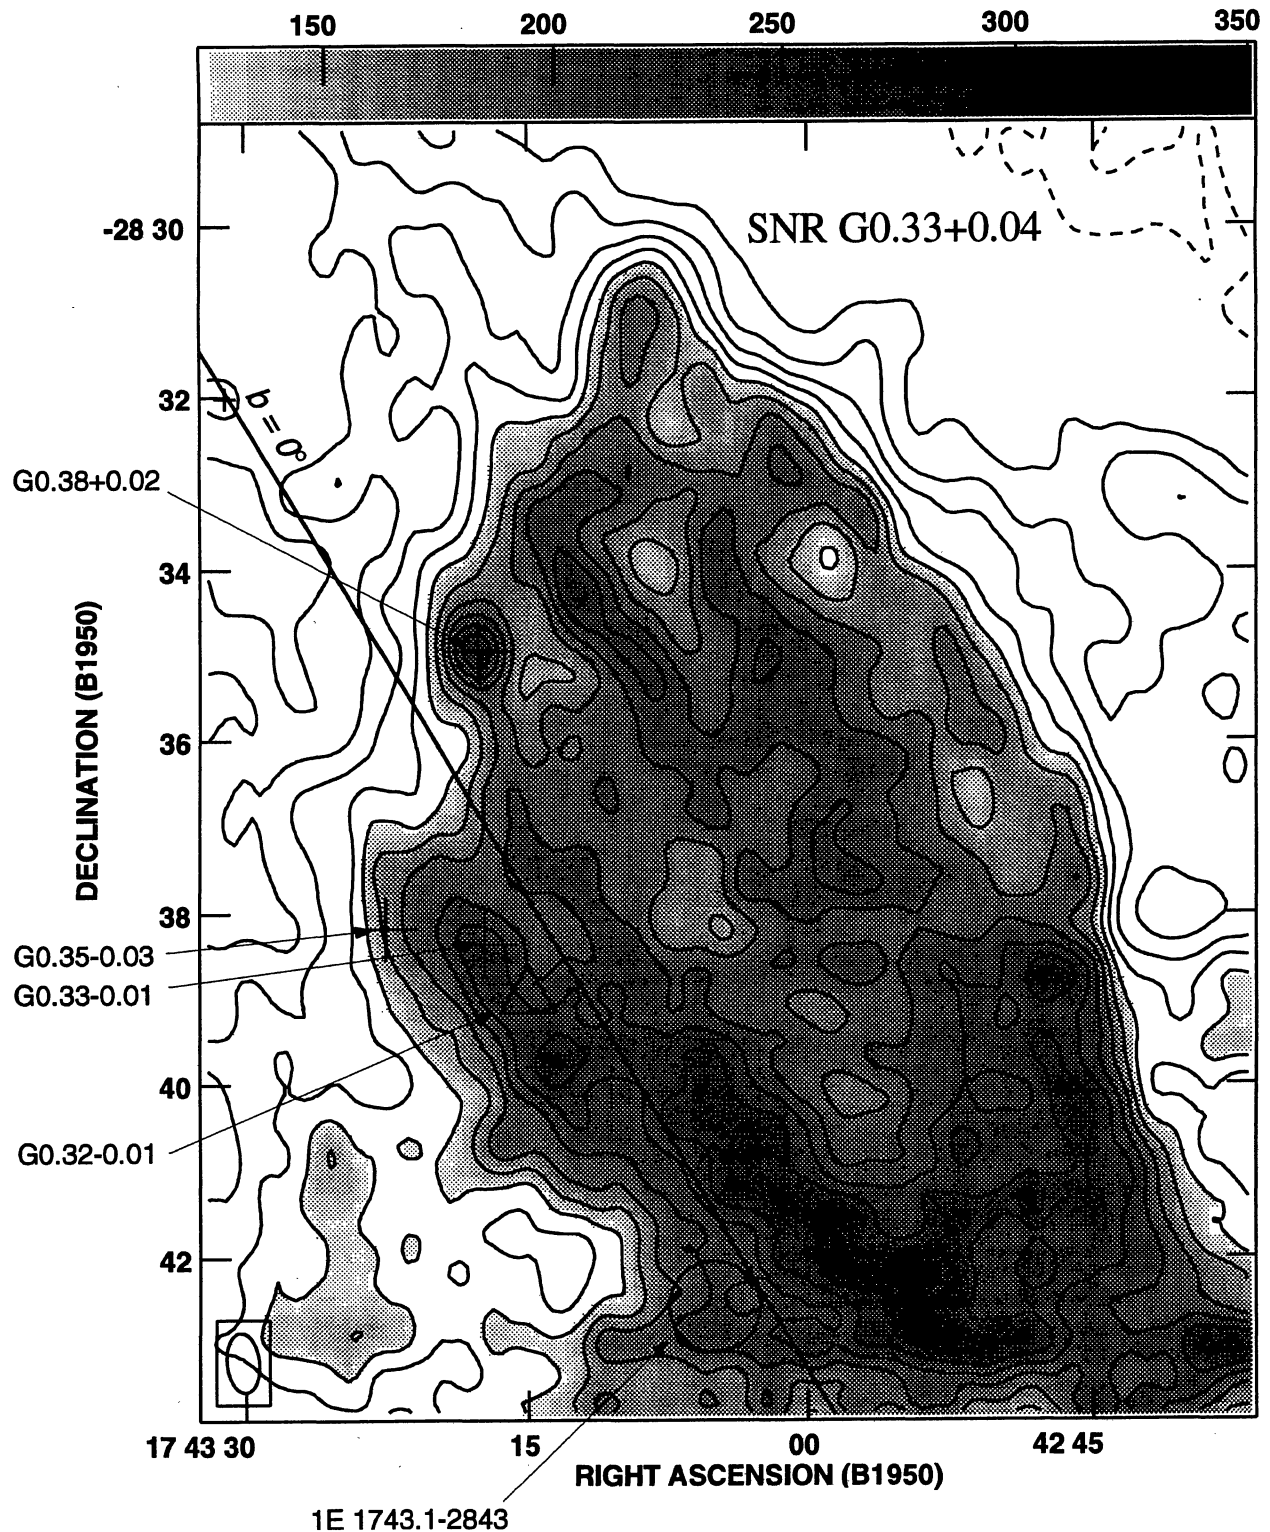 150 200 250 300 350
SNR G0.33+0.04
-28 30
b = 0°
32
G0.38+0.02
34
36
38
G0.35-0.03
G0.33-0.01
40
G0.32-0.01
42
DECLINATION (B1950)
17 43 30 15 00 42 45
RIGHT ASCENSION (B1950)
1E 1743.1-2843